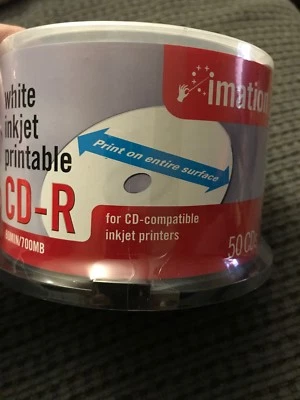 imation
white
inkjet
printable
CD-R
80MIN/700MB
Print on entire surface
for CD-compatible
inkjet printers
50 CDs